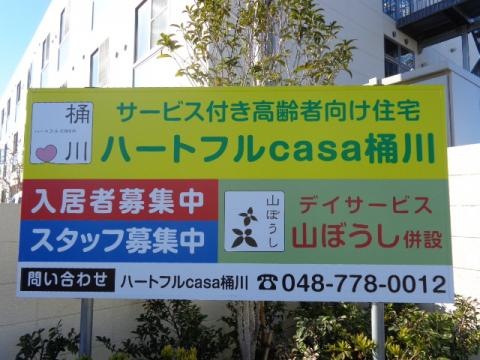 サービス付き高齢者向け住宅
桶
川
ハートフルcasa桶川
入居者募集中
スタッフ募集中
山ぼうし
デイサービス
山ぼうし併設
問い合わせ ハートフルcasa桶川 ☎048-778-0012